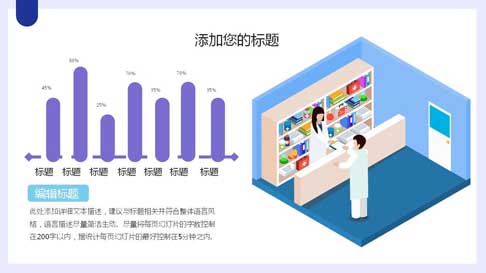 添加您的标题
45%
80%
25%
70%
35%
70%
35%
标题 标题 标题 标题 标题 标题 标题
编辑标题
此处添加详细文本描述，建议与标题相关并符合整体语言风
格，语言描述尽量简洁生动。尽量将每页幻灯片的字数控制
在200字以内，据统计每页幻灯片的最好控制在5分钟之内。